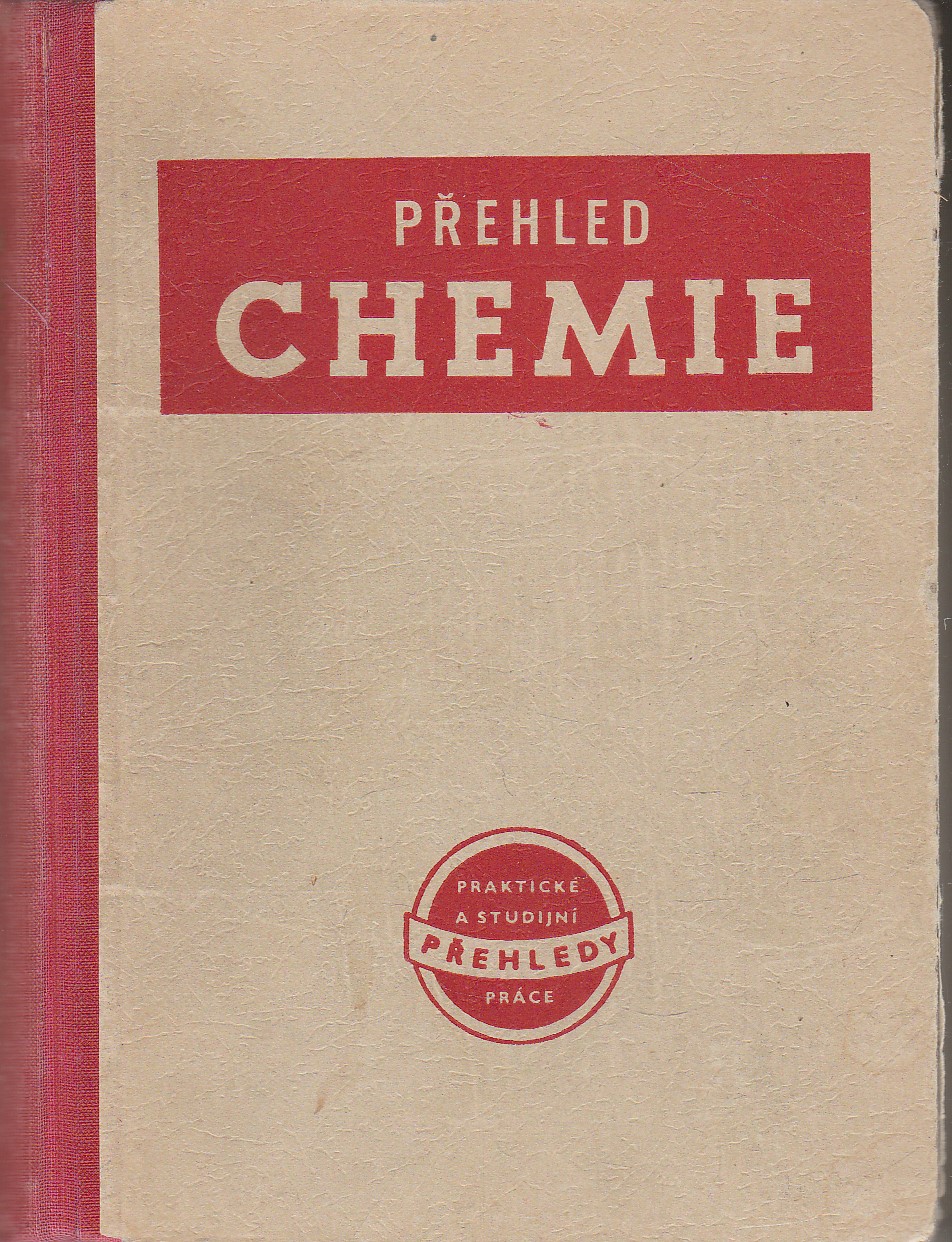 PŘEHLED
CHEMIE
PRAKTICKÉ
A STUDIJNÍ
PŘEHLEDY
PRÁCE